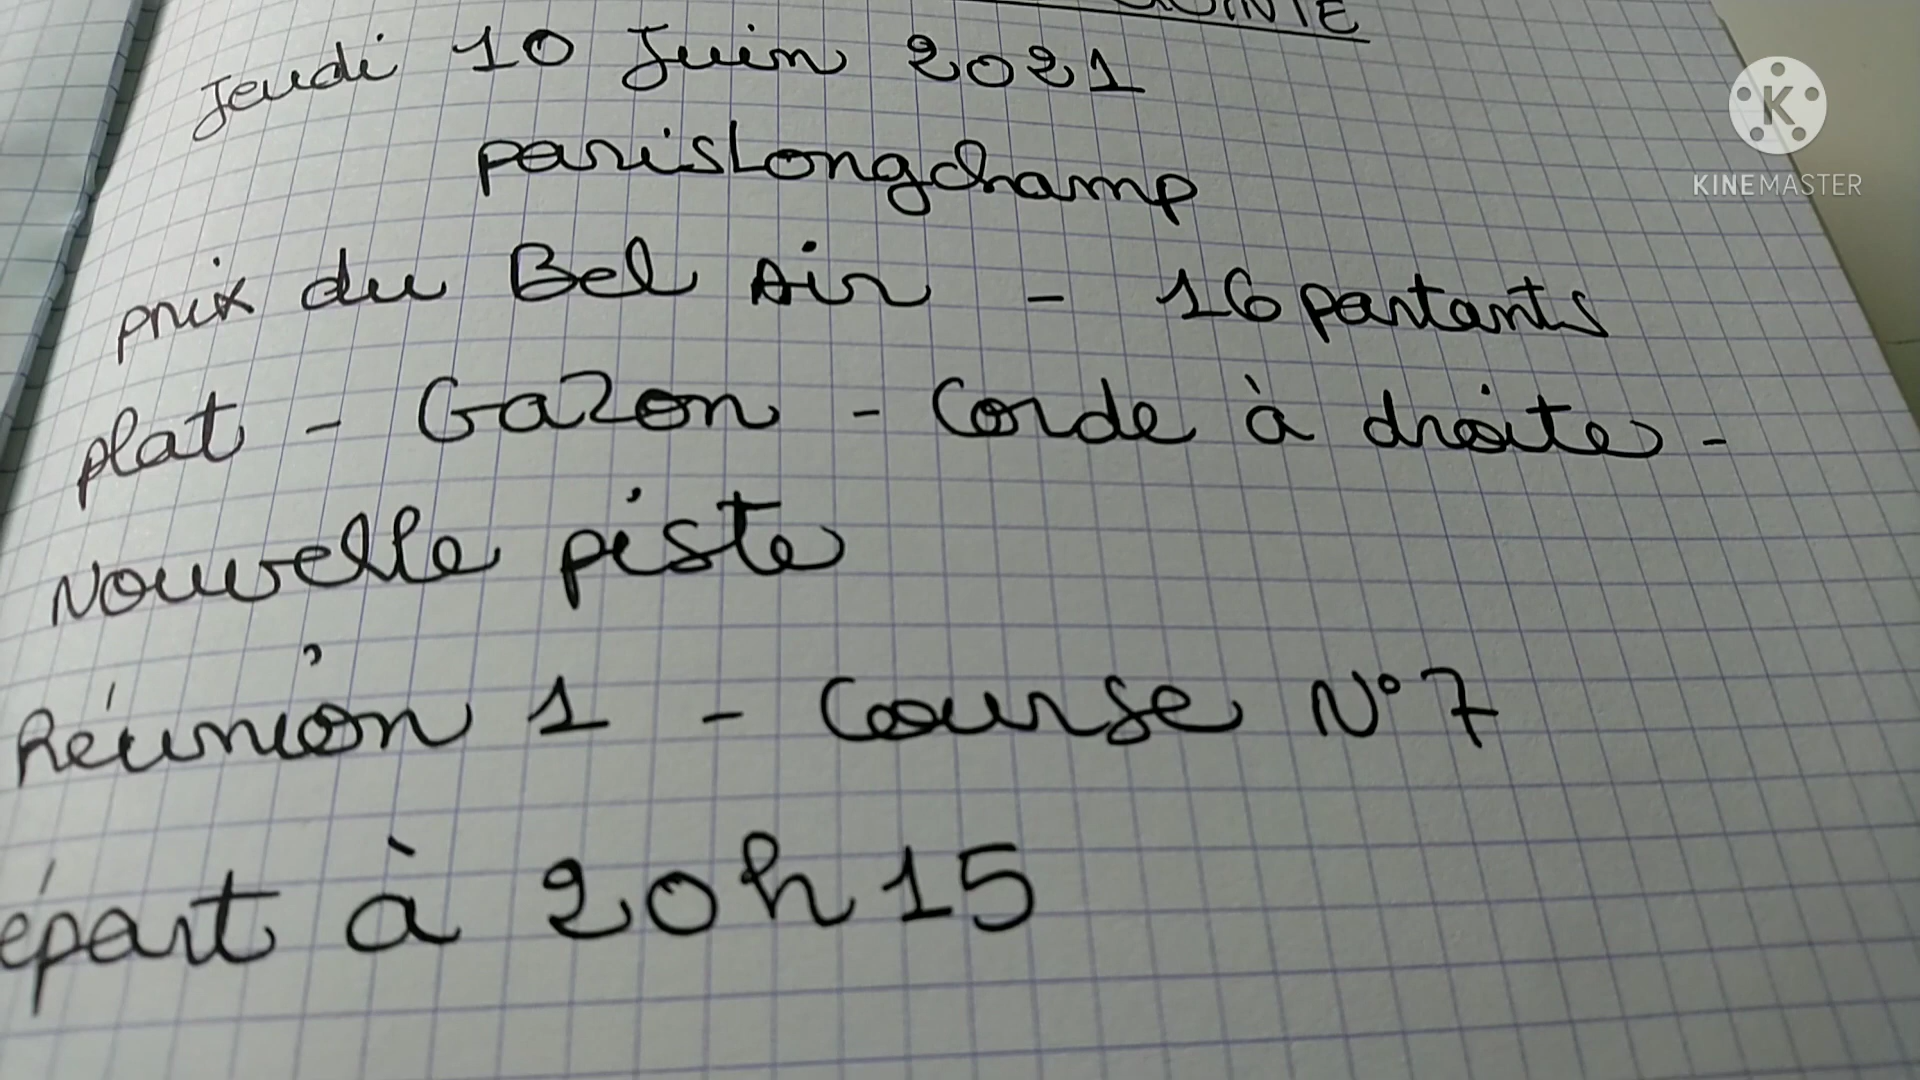 QUINTÉ
Jeudi 10 Juin 2021
parisLongchamp
prix du Bel Air - 16 partants
plat - Gazon - Corde à droite -
Nouvelle piste
Réunion 1 - Course N°7
épart à 20h15
K
KINEMASTER